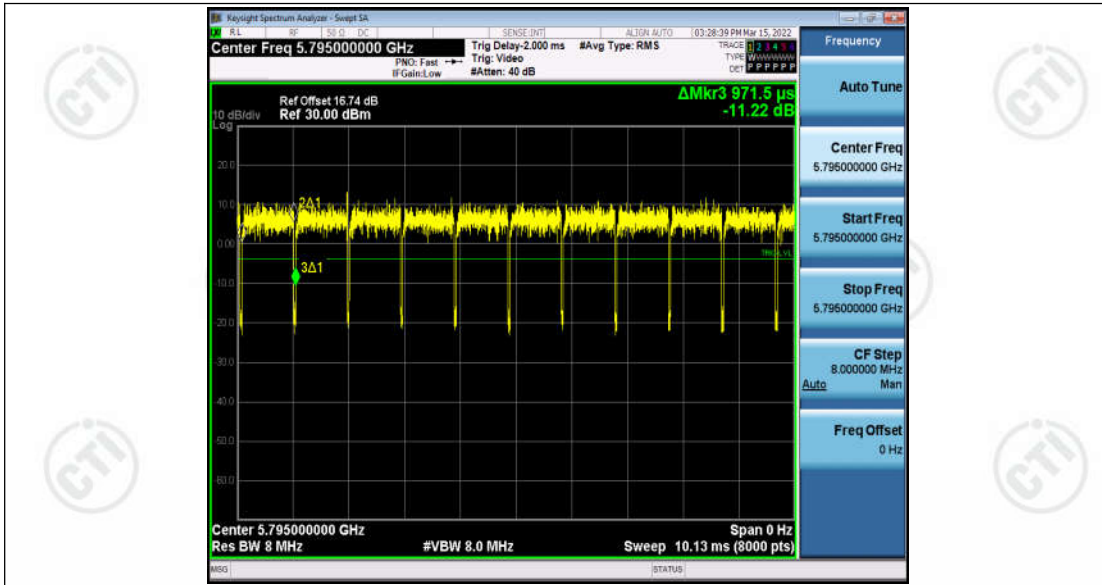 Keysight Spectrum Analyzer - Swept SA
RL RF 50 Ω DC SENSE:INT ALIGN AUTO 03:28:39 PM Mar 15, 2022
Center Freq 5.795000000 GHz
PNO: Fast
IFGain:Low
Trig Delay-2.000 ms
Trig: Video
#Atten: 40 dB
#Avg Type: RMS
TRACE 1 2 3 4 5 6
TYPE WWWWWW
DET P P P P P P
ΔMkr3 971.5 µs
-11.22 dB
Ref Offset 16.74 dB
10 dB/div Ref 30.00 dBm
Log
20.0
10.0
0.00
-10.0
-20.0
-30.0
-40.0
-50.0
-60.0
2Δ1
3Δ1
TRIG LVL
Center 5.795000000 GHz
Span 0 Hz
Res BW 8 MHz
#VBW 8.0 MHz
Sweep 10.13 ms (8000 pts)
MSG
STATUS
Frequency
Auto Tune
Center Freq
5.795000000 GHz
Start Freq
5.795000000 GHz
Stop Freq
5.795000000 GHz
CF Step
8.000000 MHz
Auto Man
Freq Offset
0 Hz
CTI
CTI
CTI
CTI